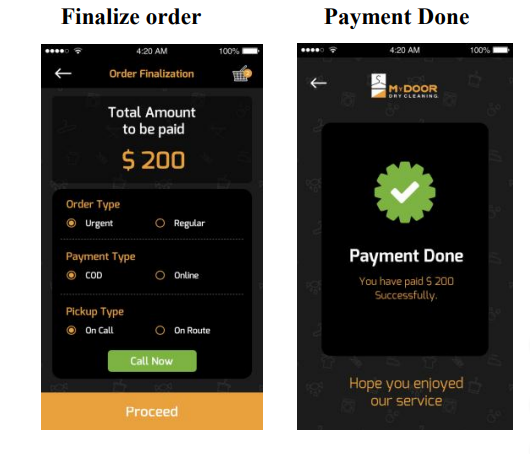 Finalize order
Payment Done
4:20 AM 100%
Order Finalization
Total Amount
to be paid
$ 200
Order Type
Urgent Regular
Payment Type
COD Online
Pickup Type
On Call On Route
Call Now
Proceed
4:20 AM 100%
MYDOOR
DRY CLEANING
Payment Done
You have paid $ 200
Successfully.
Hope you enjoyed
our service